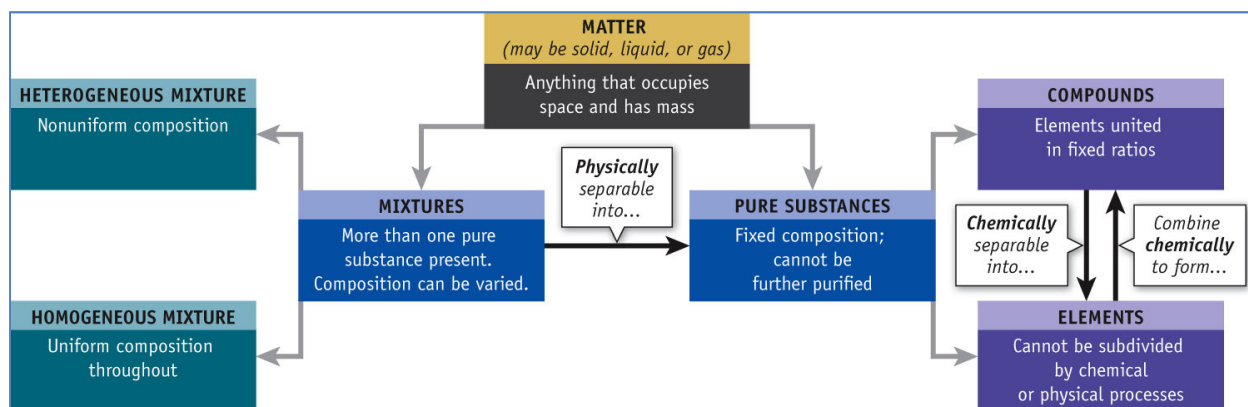 MATTER
(may be solid, liquid, or gas)
Anything that occupies
space and has mass
HETEROGENEOUS MIXTURE
Nonuniform composition
HOMOGENEOUS MIXTURE
Uniform composition
throughout
MIXTURES
More than one pure
substance present.
Composition can be varied.
Physically
separable
into…
PURE SUBSTANCES
Fixed composition;
cannot be
further purified
COMPOUNDS
Elements united
in fixed ratios
Chemically
separable
into…
Combine
chemically
to form…
ELEMENTS
Cannot be subdivided
by chemical
or physical processes